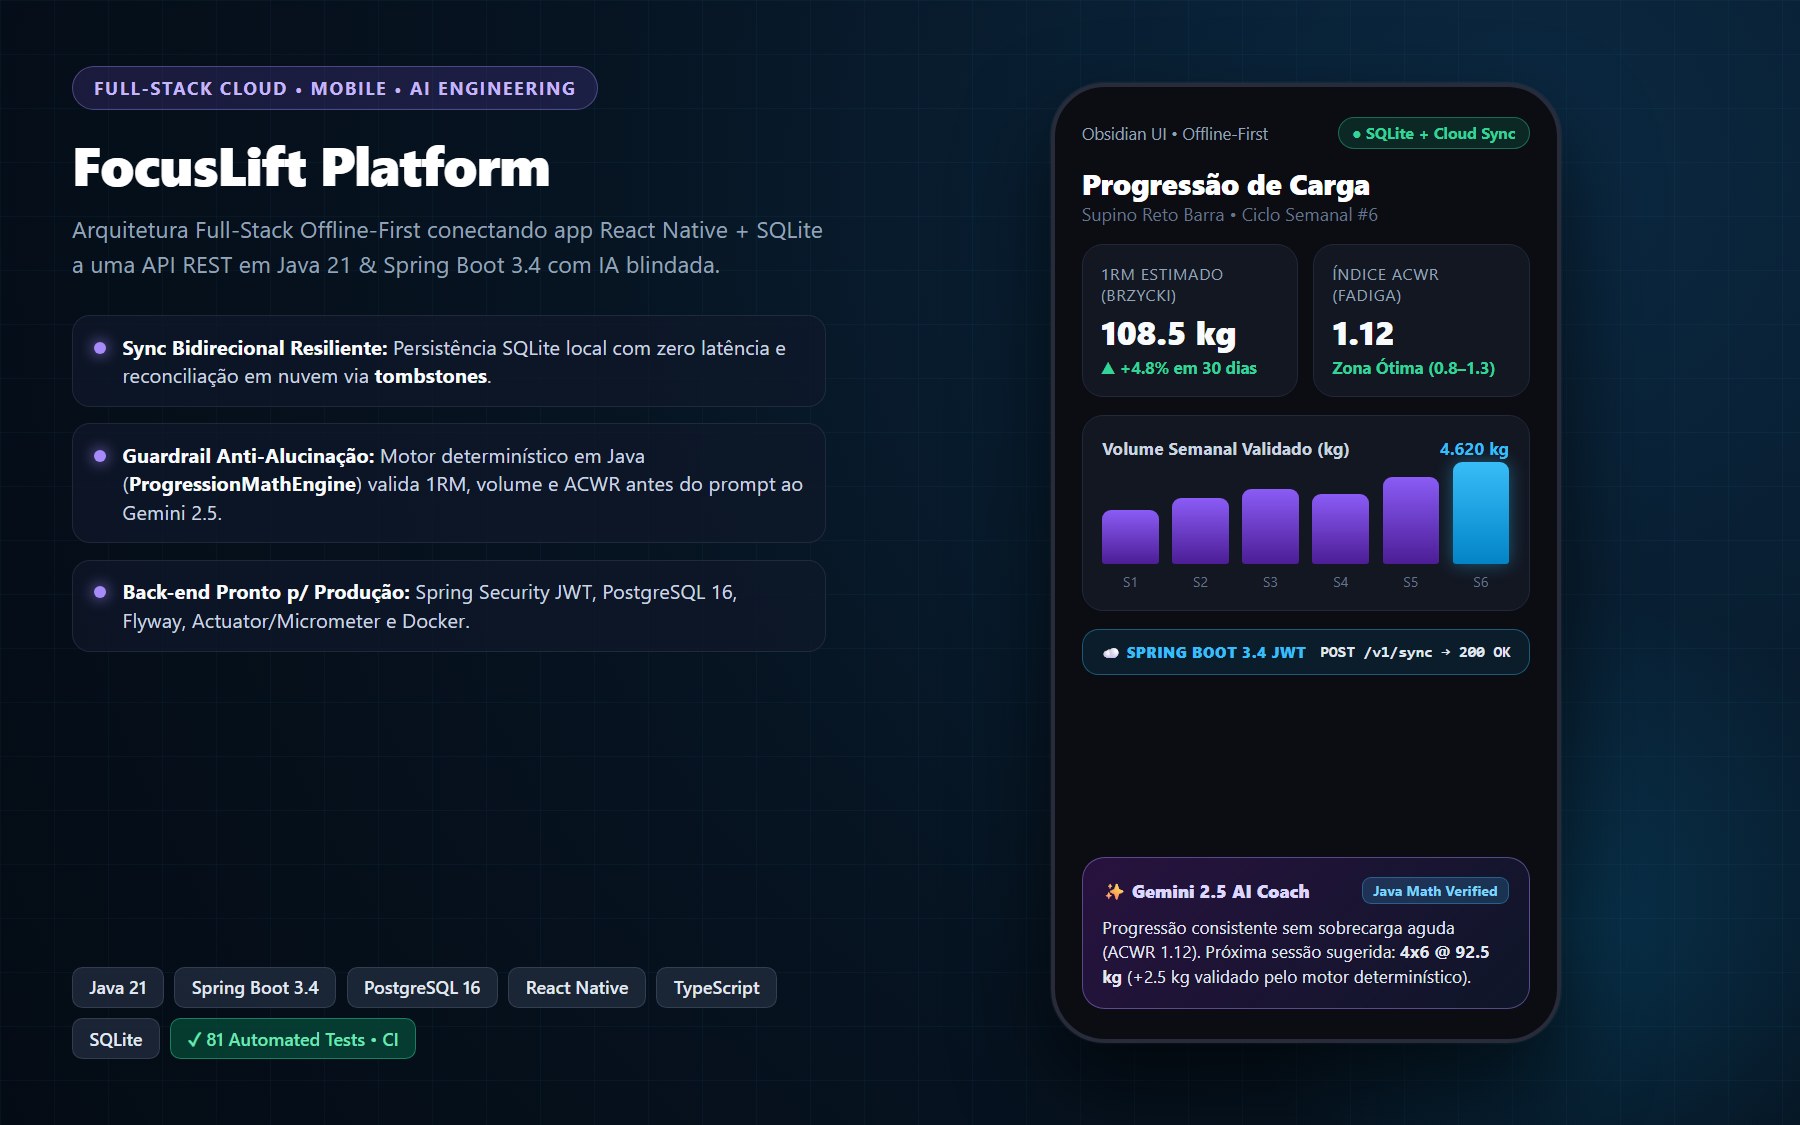 FULL-STACK CLOUD • MOBILE • AI ENGINEERING
FocusLift Platform
Arquitetura Full-Stack Offline-First conectando app React Native + SQLite
a uma API REST em Java 21 & Spring Boot 3.4 com IA blindada.
Sync Bidirecional Resiliente: Persistência SQLite local com zero latência e
reconciliação em nuvem via tombstones.
Guardrail Anti-Alucinação: Motor determinístico em Java
(ProgressionMathEngine) valida 1RM, volume e ACWR antes do prompt ao
Gemini 2.5.
Back-end Pronto p/ Produção: Spring Security JWT, PostgreSQL 16,
Flyway, Actuator/Micrometer e Docker.
Java 21
Spring Boot 3.4
PostgreSQL 16
React Native
TypeScript
SQLite
✓ 81 Automated Tests • CI
Obsidian UI • Offline-First
● SQLite + Cloud Sync
Progressão de Carga
Supino Reto Barra • Ciclo Semanal #6
1RM ESTIMADO
(BRZYCKI)
108.5 kg
▲ +4.8% em 30 dias
ÍNDICE ACWR
(FADIGA)
1.12
Zona Ótima (0.8–1.3)
Volume Semanal Validado (kg)
4.620 kg
S1
S2
S3
S4
S5
S6
☁️ SPRING BOOT 3.4 JWT
POST /v1/sync → 200 OK
✨ Gemini 2.5 AI Coach
Java Math Verified
Progressão consistente sem sobrecarga aguda
(ACWR 1.12). Próxima sessão sugerida: 4x6 @ 92.5
kg (+2.5 kg validado pelo motor determinístico).